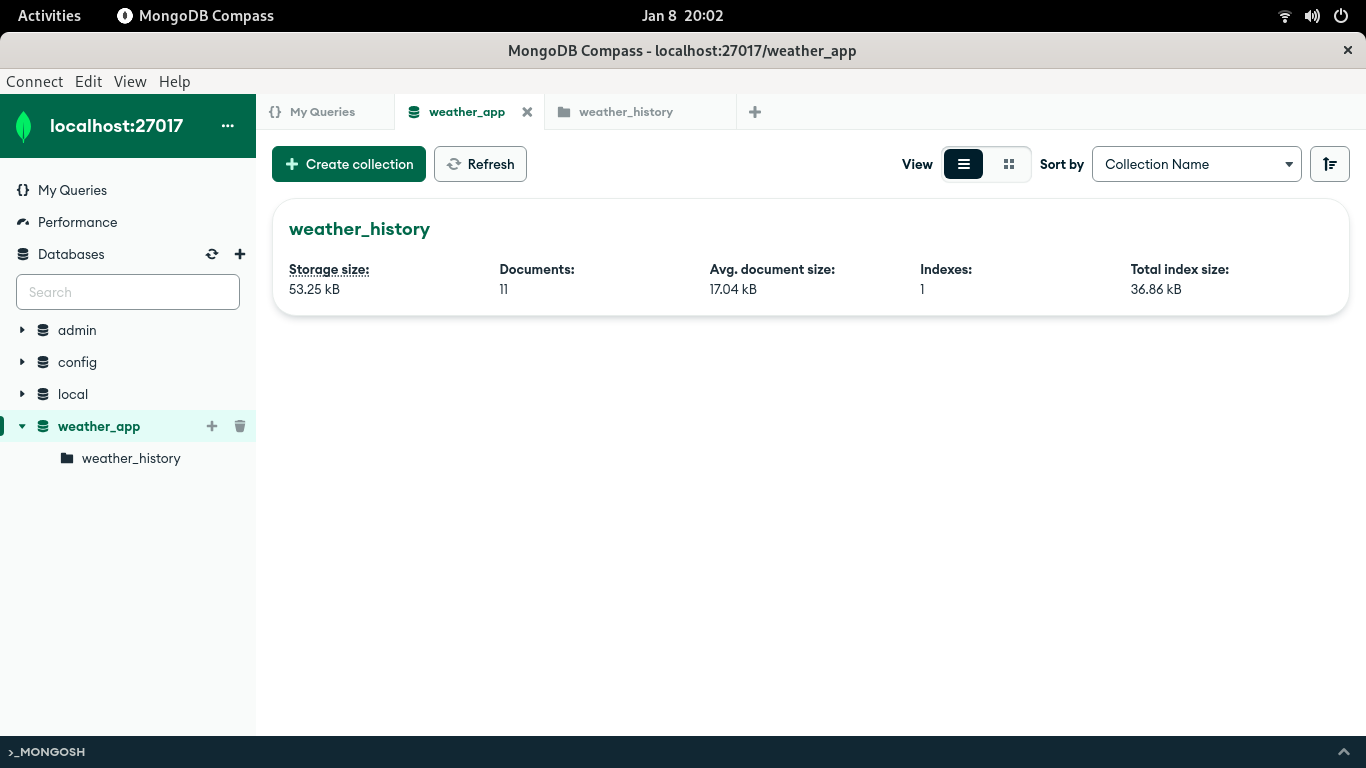 Activities MongoDB Compass Jan 8 20:02
MongoDB Compass - localhost:27017/weather_app
Connect Edit View Help
localhost:27017
My Queries weather_app weather_history
Create collection Refresh View Sort by Collection Name
My Queries
Performance
Databases
Search
admin
config
local
weather_app
weather_history
weather_history
Storage size: Documents: Avg. document size: Indexes: Total index size:
53.25 kB 11 17.04 kB 1 36.86 kB
>_MONGOSH